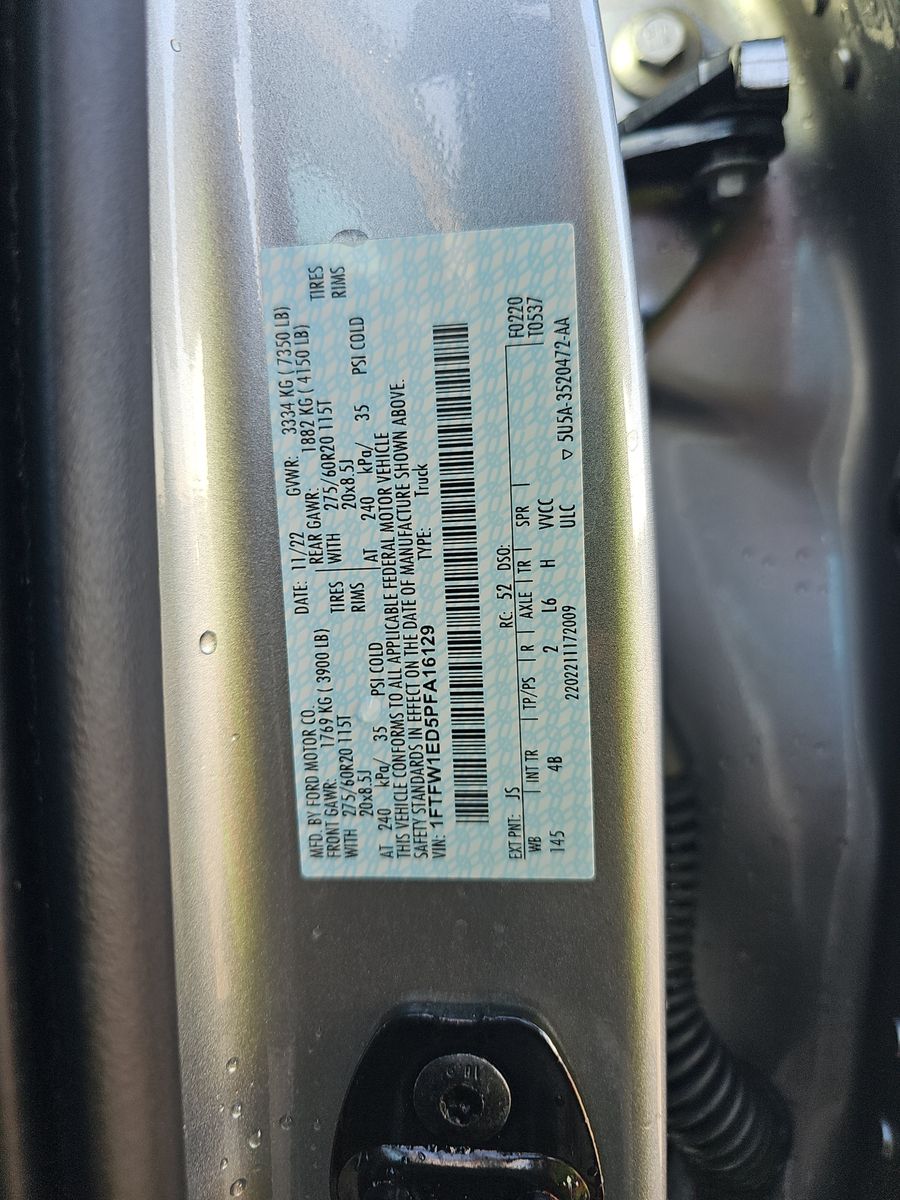 MFD. BY FORD MOTOR CO. DATE: 11/22 GVWR: 3334 KG ( 7350 LB)
FRONT GAWR: 1769 KG ( 3900 LB) REAR GAWR: 1882 KG ( 4150 LB)
WITH 275/60R20 115T TIRES WITH 275/60R20 115T TIRES
20x8.5J RIMS 20x8.5J RIMS
AT 240 kPa/ 35 PSI COLD AT 240 kPa/ 35 PSI COLD
THIS VEHICLE CONFORMS TO ALL APPLICABLE FEDERAL MOTOR VEHICLE
SAFETY STANDARDS IN EFFECT ON THE DATE OF MANUFACTURE SHOWN ABOVE.
VIN: 1FTFW1ED5PFA16129 TYPE: Truck
EXT PNT: JS RC: 52 DSO: F0220
WB INT TR TP/PS R AXLE TR SPR T0537
145 4B 2 L6 H VVCC
2202211172009 ULC ▽ 5U5A-3520472-AA